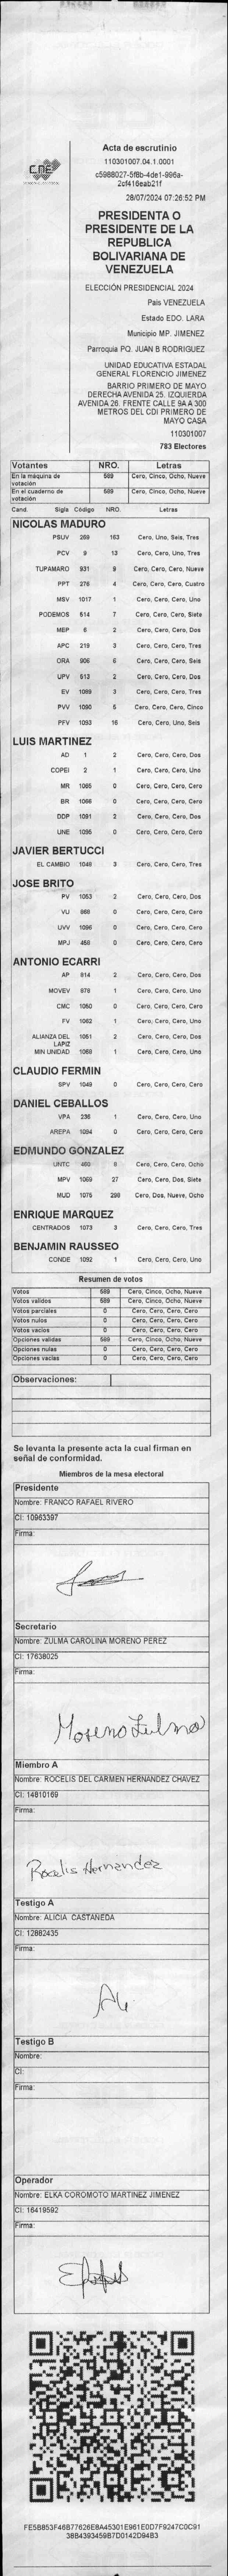 CNE
Acta de escrutinio
110301007.04.1.0001
c5988027-5f8b-4de1-996a-
2cf416eab21f
28/07/2024 07:26:52 PM
PRESIDENTA O
PRESIDENTE DE LA
REPUBLICA
BOLIVARIANA DE
VENEZUELA
ELECCIÓN PRESIDENCIAL 2024
Pais VENEZUELA
Estado EDO. LARA
Municipio MP. JIMENEZ
Parroquia PQ. JUAN B RODRIGUEZ
UNIDAD EDUCATIVA ESTADAL
GENERAL FLORENCIO JIMENEZ
BARRIO PRIMERO DE MAYO
DERECHA AVENIDA 25. IZQUIERDA
AVENIDA 26. FRENTE CALLE 9A A 300
METROS DEL CDI PRIMERO DE
MAYO CASA
110301007
783 Electores
Votantes NRO. Letras
En la máquina de votación 589 Cero, Cinco, Ocho, Nueve
En el cuaderno de votación 589 Cero, Cinco, Ocho, Nueve
Cand. Sigla Código NRO. Letras
NICOLAS MADURO
PSUV 269 163 Cero, Uno, Seis, Tres
PCV 9 13 Cero, Cero, Uno, Tres
TUPAMARO 931 9 Cero, Cero, Cero, Nueve
PPT 276 4 Cero, Cero, Cero, Cuatro
MSV 1017 1 Cero, Cero, Cero, Uno
PODEMOS 514 7 Cero, Cero, Cero, Siete
MEP 6 2 Cero, Cero, Cero, Dos
APC 219 3 Cero, Cero, Cero, Tres
ORA 906 6 Cero, Cero, Cero, Seis
UPV 513 2 Cero, Cero, Cero, Dos
EV 1089 3 Cero, Cero, Cero, Tres
PVV 1090 5 Cero, Cero, Cero, Cinco
PFV 1093 16 Cero, Cero, Uno, Seis
LUIS MARTINEZ
AD 1 2 Cero, Cero, Cero, Dos
COPEI 2 1 Cero, Cero, Cero, Uno
MR 1065 0 Cero, Cero, Cero, Cero
BR 1066 0 Cero, Cero, Cero, Cero
DDP 1091 2 Cero, Cero, Cero, Dos
UNE 1095 0 Cero, Cero, Cero, Cero
JAVIER BERTUCCI
EL CAMBIO 1048 3 Cero, Cero, Cero, Tres
JOSE BRITO
PV 1053 2 Cero, Cero, Cero, Dos
VU 868 0 Cero, Cero, Cero, Cero
UVV 1096 0 Cero, Cero, Cero, Cero
MPJ 458 0 Cero, Cero, Cero, Cero
ANTONIO ECARRI
AP 814 2 Cero, Cero, Cero, Dos
MOVEV 878 1 Cero, Cero, Cero, Uno
CMC 1050 0 Cero, Cero, Cero, Cero
FV 1062 1 Cero, Cero, Cero, Uno
ALIANZA DEL LAPIZ 1051 2 Cero, Cero, Cero, Dos
MIN UNIDAD 1068 1 Cero, Cero, Cero, Uno
CLAUDIO FERMIN
SPV 1049 0 Cero, Cero, Cero, Cero
DANIEL CEBALLOS
VPA 236 1 Cero, Cero, Cero, Uno
AREPA 1094 0 Cero, Cero, Cero, Cero
EDMUNDO GONZALEZ
UNTC 460 8 Cero, Cero, Cero, Ocho
MPV 1069 27 Cero, Cero, Dos, Siete
MUD 1075 298 Cero, Dos, Nueve, Ocho
ENRIQUE MARQUEZ
CENTRADOS 1073 3 Cero, Cero, Cero, Tres
BENJAMIN RAUSSEO
CONDE 1092 1 Cero, Cero, Cero, Uno
Resumen de votos
Votos 589 Cero, Cinco, Ocho, Nueve
Votos validos 589 Cero, Cinco, Ocho, Nueve
Votos parciales 0 Cero, Cero, Cero, Cero
Votos nulos 0 Cero, Cero, Cero, Cero
Votos vacios 0 Cero, Cero, Cero, Cero
Opciones validas 589 Cero, Cinco, Ocho, Nueve
Opciones nulas 0 Cero, Cero, Cero, Cero
Opciones vacias 0 Cero, Cero, Cero, Cero
Observaciones:
Se levanta la presente acta la cual firman en
señal de conformidad.
Miembros de la mesa electoral
Presidente
Nombre: FRANCO RAFAEL RIVERO
CI: 10963397
Firma:
Secretario
Nombre: ZULMA CAROLINA MORENO PEREZ
CI: 17638025
Firma:
Moreno Zulma
Miembro A
Nombre: ROCELIS DEL CARMEN HERNANDEZ CHAVEZ
CI: 14810169
Firma:
Rocelis Hernandez
Testigo A
Nombre: ALICIA CASTANEDA
CI: 12882435
Firma:
Testigo B
Nombre:
CI:
Firma:
Operador
Nombre: ELKA COROMOTO MARTINEZ JIMENEZ
CI: 16419592
Firma:
FE5B853F46B77626E8A45301E961E0D7F9247C0C91
38B4393459B7D0142D94B3